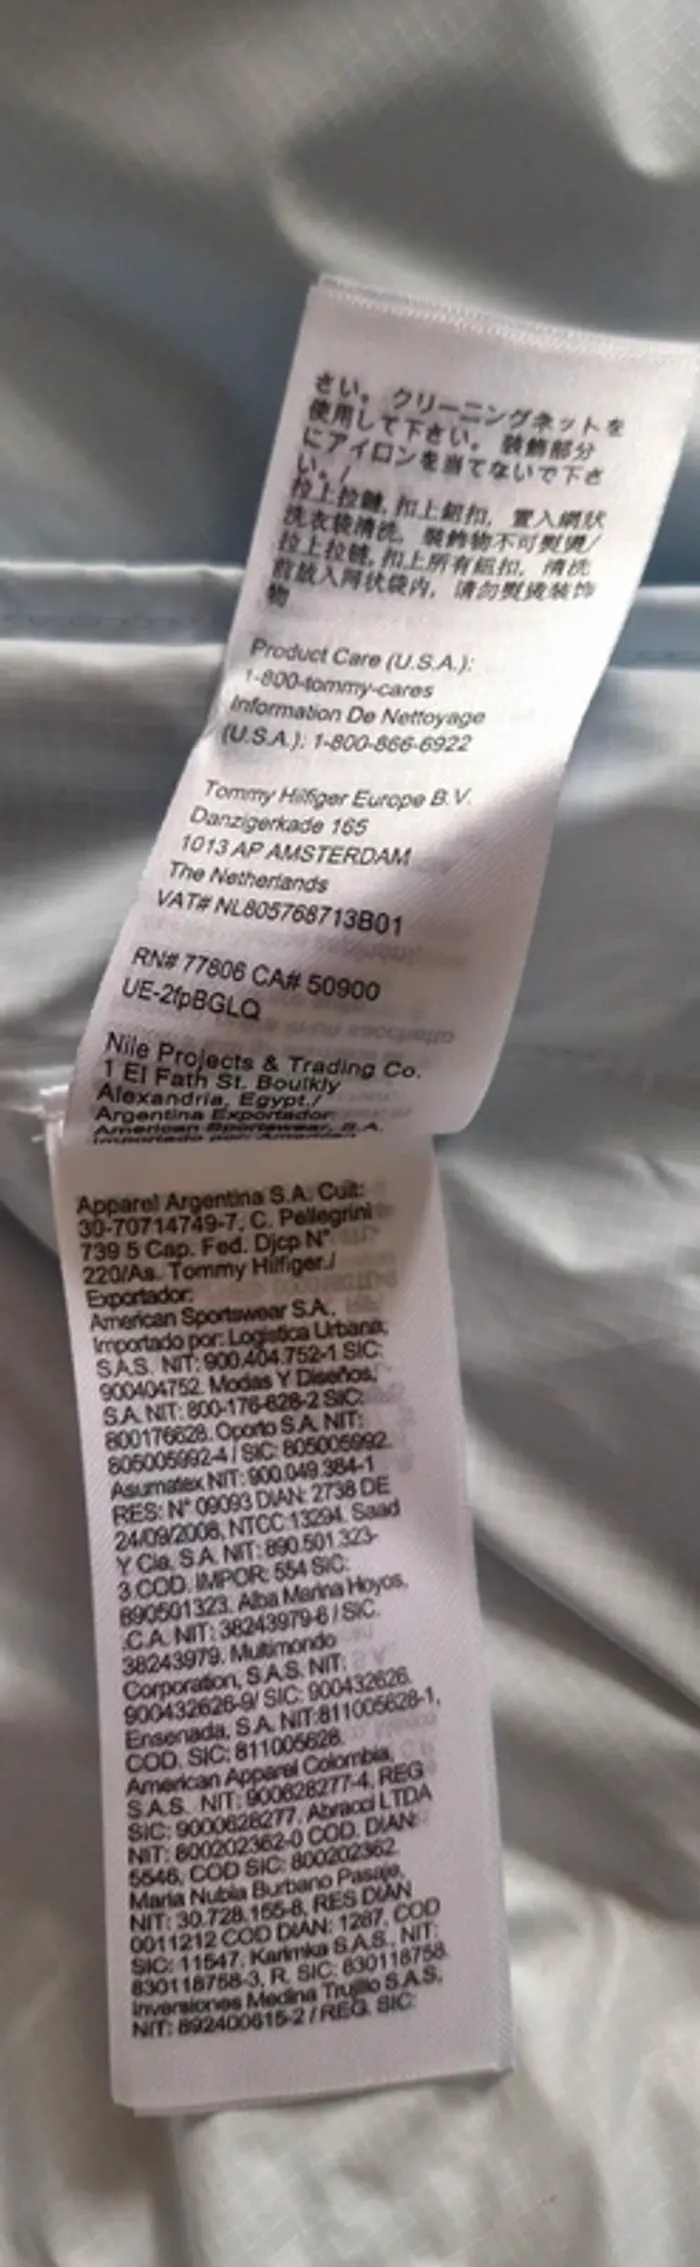 さい。 クリーニングネットを
使用して下さい。 装飾部分
にアイロンを当てないで下さ
い。/
拉上拉鏈,扣上鈕扣, 置入網狀
洗衣袋清洗, 裝飾物不可熨燙/
拉上拉链,扣上所有纽扣, 清洗
前放入网状袋内, 请勿熨烫装饰
物
Product Care (U.S.A.):
1-800-tommy-cares
Information De Nettoyage
(U.S.A.): 1-800-866-6922
Tommy Hilfiger Europe B.V.
Danzigerkade 165
1013 AP AMSTERDAM
The Netherlands
VAT# NL805768713B01
RN# 77806 CA# 50900
UE-2fpBGLQ
Nile Projects & Trading Co.
1 El Fath St. Boulkly
Alexandria, Egypt./
Argentina Exportador:
American Sportswear, S.A.
Importado por: American
Apparel Argentina S.A. Cuit:
30-70714749-7, C. Pellegrini
739 5 Cap. Fed. Djcp N°
220/As. Tommy Hilfiger./
Exportador:
American Sportswear S.A.
Importado por: Logistica Urbana,
S.A.S. NIT: 900.404.752-1 SIC:
900404752. Modas Y Diseños,
S.A. NIT: 800-176-628-2 SIC:
800176628. Oporto S.A. NIT:
805005992-4 / SIC: 805005992.
Asumatex NIT: 900.049.384-1
RES: N° 09093 DIAN: 2738 DE
24/09/2008, NTCC:13294. Saad
Y Cia, S.A. NIT: 890.501.323-
3 COD. IMPOR: 554 SIC:
890501323. Alba Marina Hoyos,
.C.A. NIT: 38243979-6 / SIC.
38243979. Multimondo
Corporation, S.A.S. NIT:
900432626-9/ SIC: 900432626.
Ensenada, S.A. NIT:811005628-1,
COD. SIC: 811005628.
American Apparel Colombia,
S.A.S. NIT: 900628277-4, REG
SIC: 9000628277. Abracci LTDA
NIT: 800202362-0 COD. DIAN:
5546, COD SIC: 800202362.
Maria Nubia Burbano Pasaje,
NIT: 30.728.155-8, RES DIAN
0011212 COD DIAN: 1287, COD
SIC: 11547. Karimka S.A.S., NIT:
830118758-3, R. SIC: 830118758.
Inversiones Medina Trujillo S.A.S,
NIT: 892400615-2 / REG. SIC: